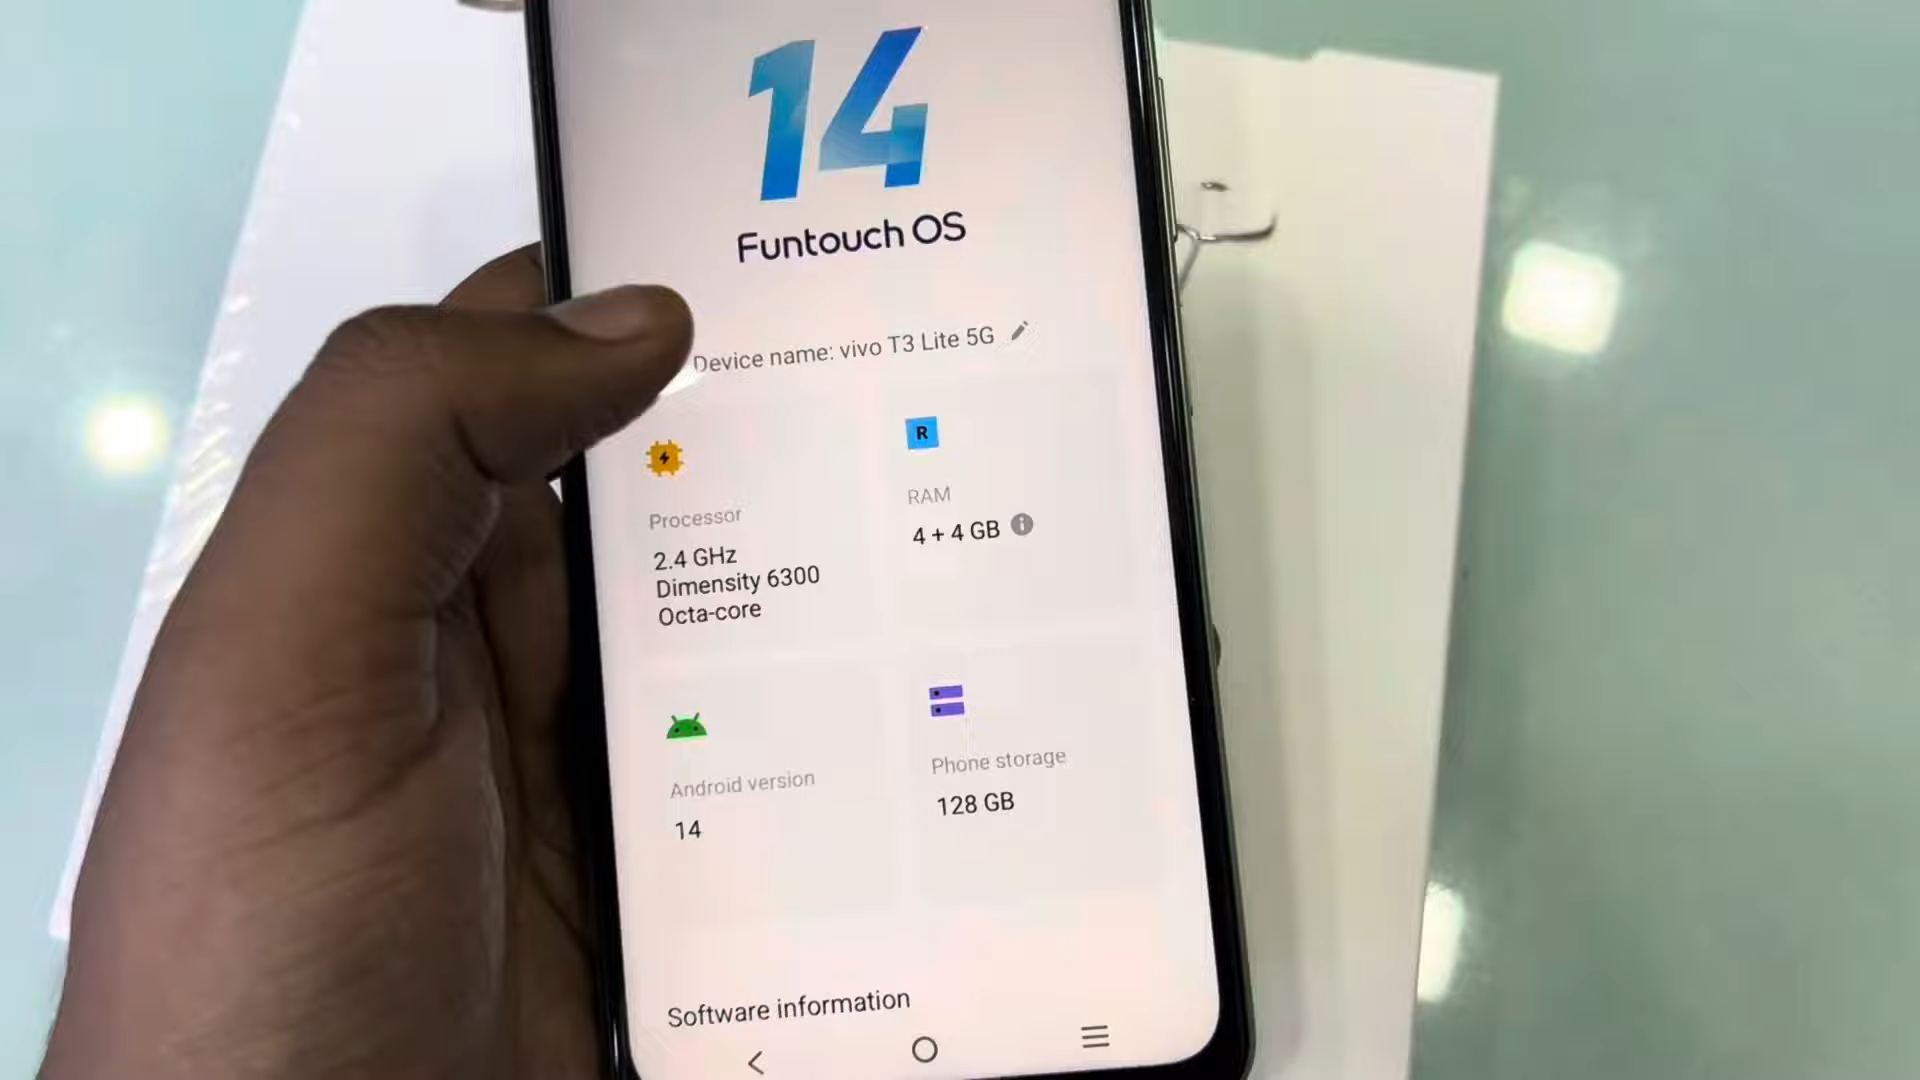 14
Funtouch OS
Device name: vivo T3 Lite 5G
R
Processor
2.4 GHz
Dimensity 6300
Octa-core
RAM
4 + 4 GB
Android version
14
Phone storage
128 GB
Software information